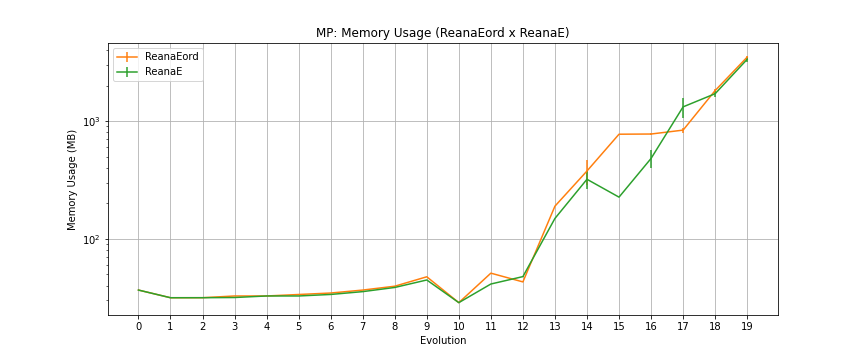 MP: Memory Usage (ReanaEord x ReanaE)
ReanaEord
ReanaE
Memory Usage (MB)
10³
10²
0 1 2 3 4 5 6 7 8 9 10 11 12 13 14 15 16 17 18 19
Evolution